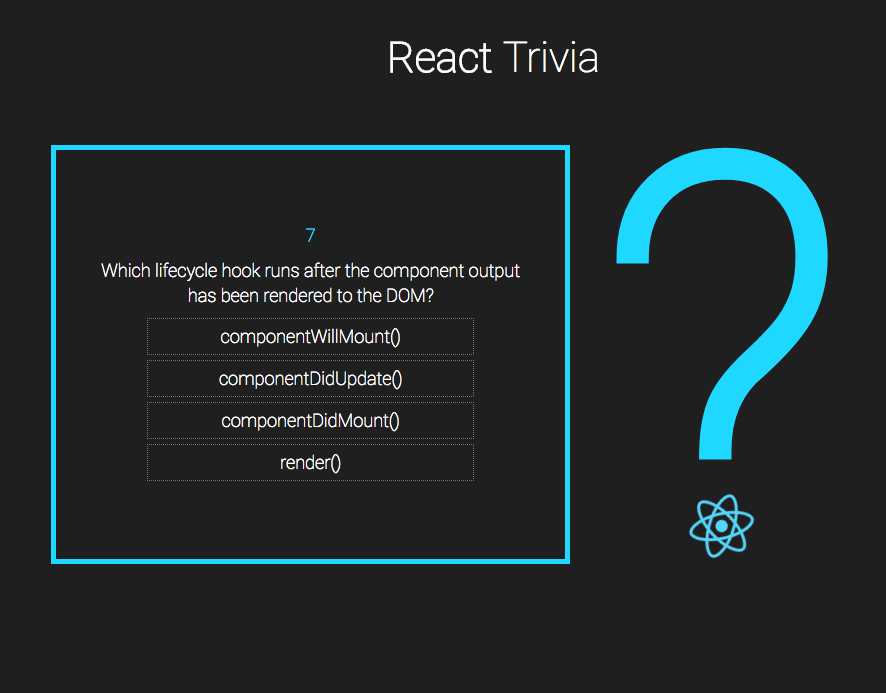 React Trivia
7
Which lifecycle hook runs after the component output
has been rendered to the DOM?
componentWillMount()
componentDidUpdate()
componentDidMount()
render()
?